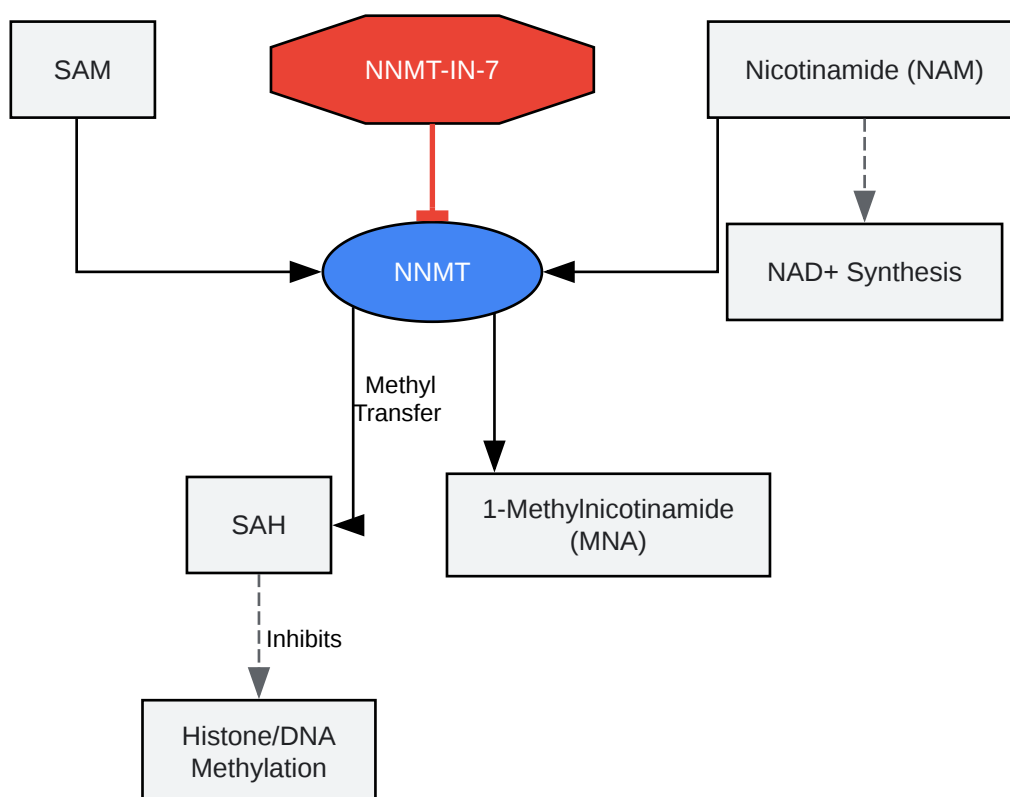 SAM
NNMT-IN-7
Nicotinamide (NAM)
NNMT
NAD+ Synthesis
Methyl
Transfer
SAH
1-Methylnicotinamide
(MNA)
Inhibits
Histone/DNA
Methylation